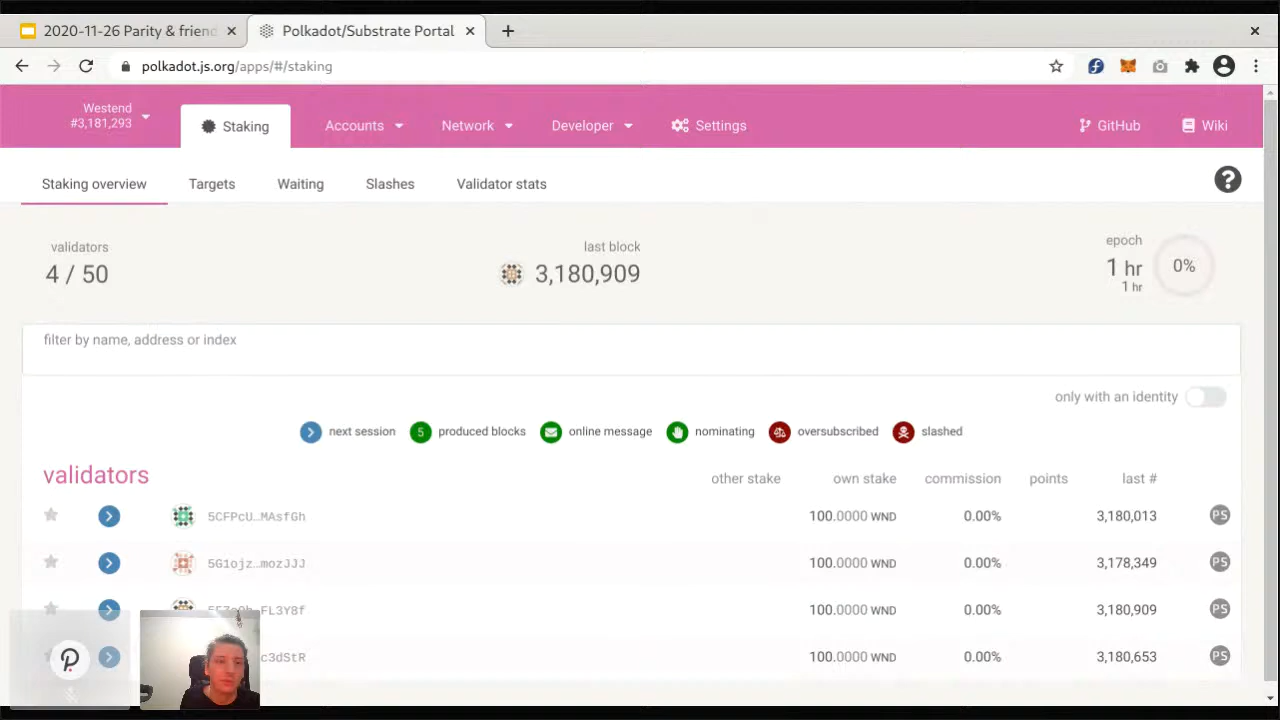 2020-11-26 Parity & friend
Polkadot/Substrate Portal
polkadot.js.org/apps/#/staking
Westend
#3,181,293
Staking
Accounts
Network
Developer
Settings
GitHub
Wiki
Staking overview
Targets
Waiting
Slashes
Validator stats
?
validators
4 / 50
last block
3,180,909
epoch
1 hr
1 hr
0%
filter by name, address or index
only with an identity
next session
5
produced blocks
online message
nominating
oversubscribed
slashed
validators
other stake
own stake
commission
points
last #
5CFPcU…MAsfGh
100.0000 WND
0.00%
3,180,013
PS
5G1ojz…mozJJJ
100.0000 WND
0.00%
3,178,349
PS
FL3Y8f
100.0000 WND
0.00%
3,180,909
PS
c3dStR
100.0000 WND
0.00%
3,180,653
PS